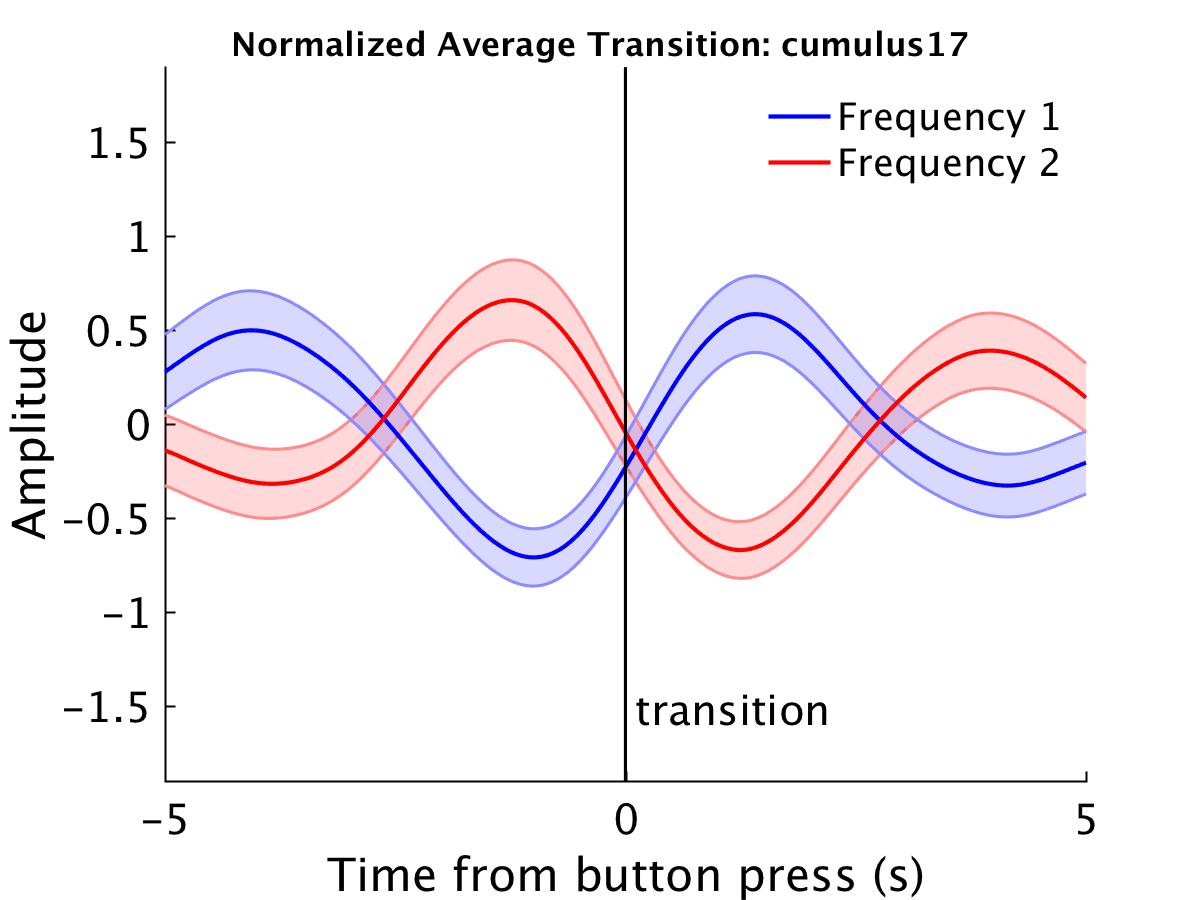 Normalized Average Transition: cumulus17
Frequency 1
Frequency 2
1.5
1
0.5
0
−0.5
−1
−1.5
Amplitude
transition
−5
0
5
Time from button press (s)